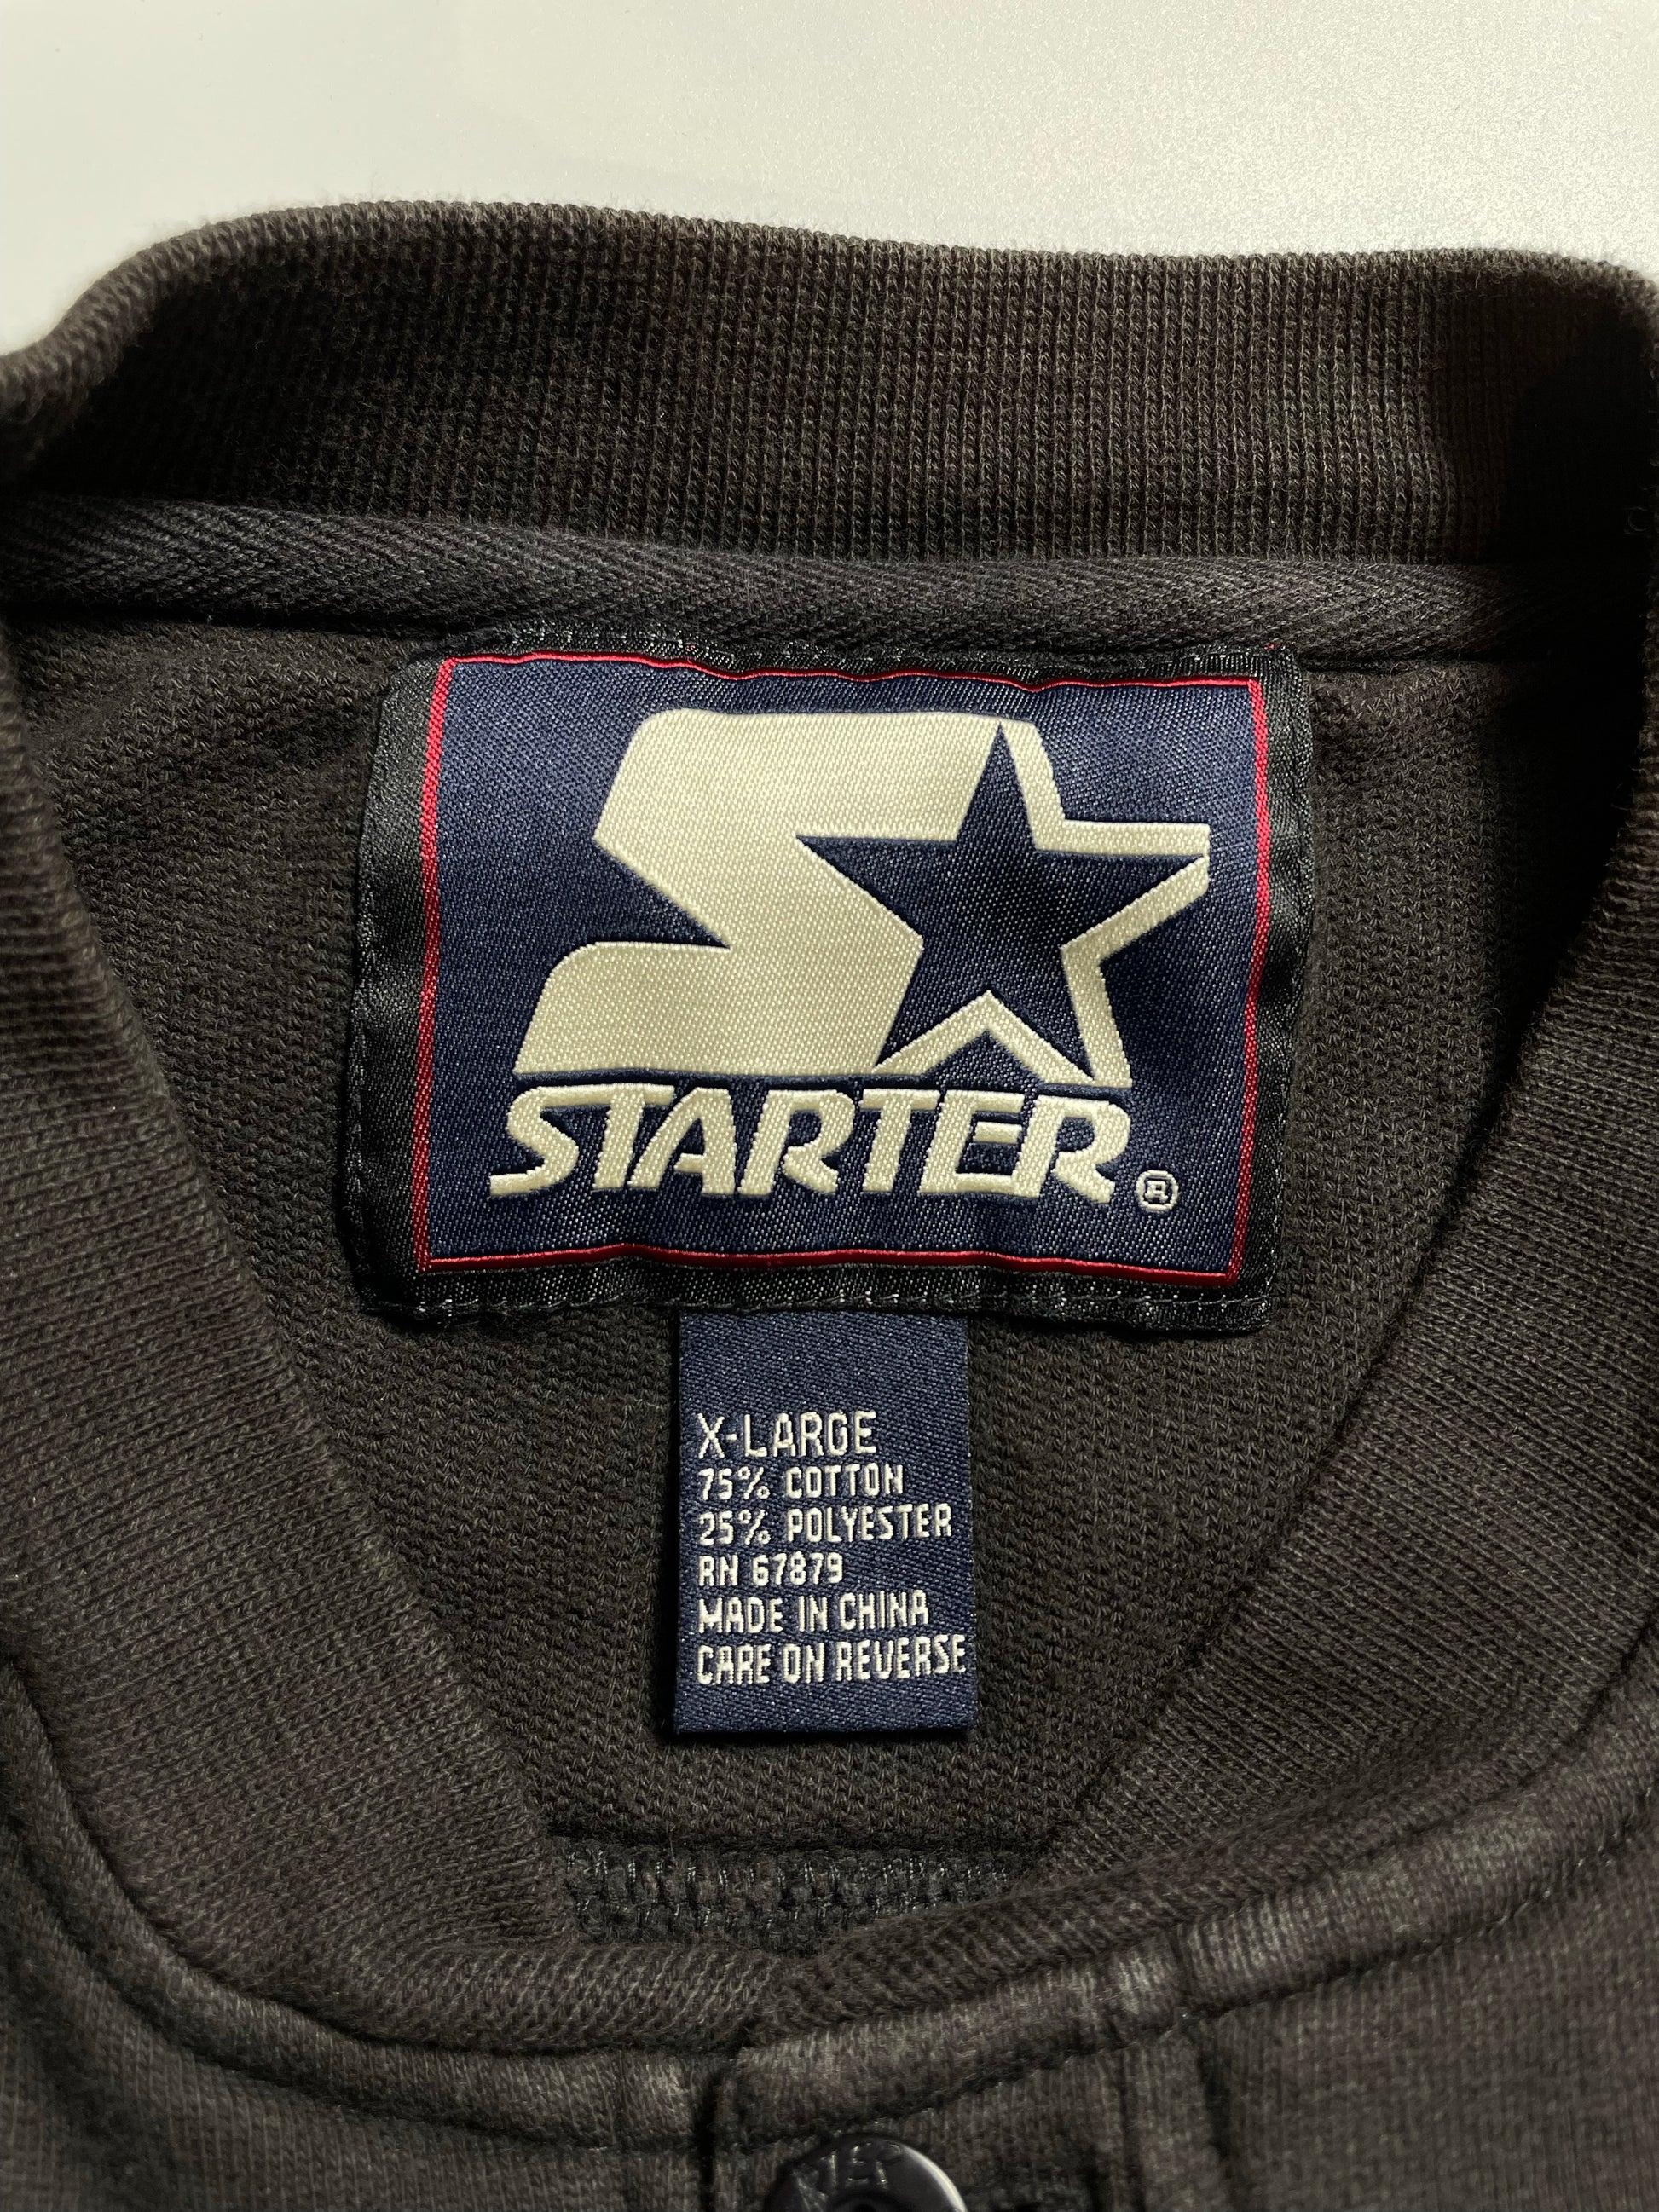 STARTER®
X-LARGE
75% COTTON
25% POLYESTER
RN 67879
MADE IN CHINA
CARE ON REVERSE